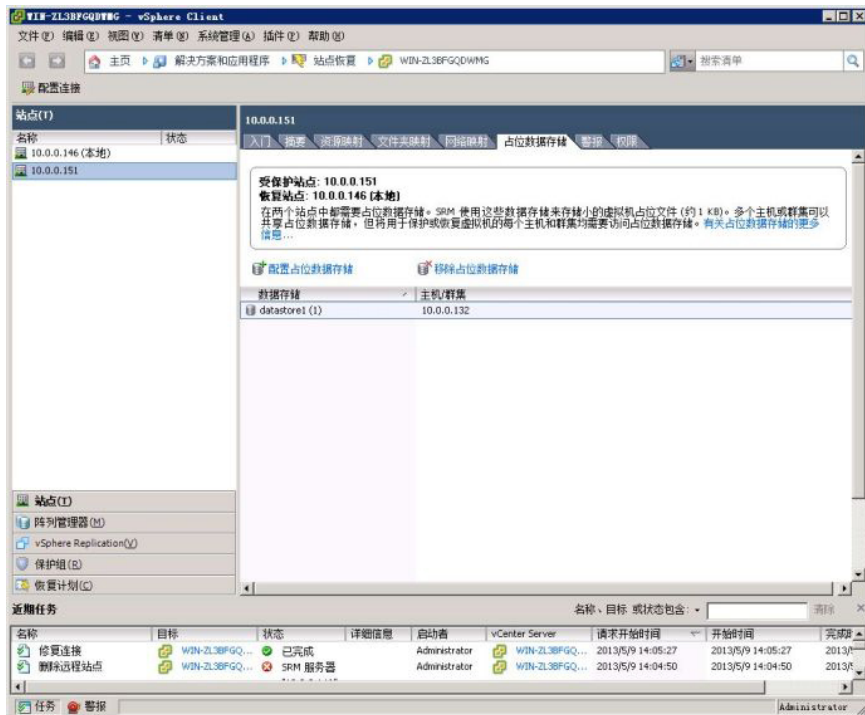 WIN-ZL3BFGQDWMG - vSphere Client
文件(F) 编辑(E) 视图(V) 清单(N) 系统管理(A) 插件(P) 帮助(H)
主页 解决方案和应用程序 站点恢复 WIN-ZL3BFGQDWMG 搜索清单
配置连接
站点(T)
名称 状态
10.0.0.146 (本地)
10.0.0.151
10.0.0.151
入门 摘要 资源映射 文件夹映射 网络映射 占位数据存储 警报 权限
受保护站点: 10.0.0.151
恢复站点: 10.0.0.146 (本地)
在两个站点中都需要占位数据存储。SRM 使用这些数据存储来存储小的虚拟机占位文件 (约 1 KB)。多个主机或群集可以
共享占位数据存储，但将用于保护或恢复虚拟机的每个主机和群集均需要访问占位数据存储。有关占位数据存储的更多
信息...
配置占位数据存储 移除占位数据存储
数据存储 主机/群集
datastore1 (1) 10.0.0.132
站点(T)
阵列管理器(M)
vSphere Replication(V)
保护组(R)
恢复计划(C)
近期任务 名称、目标 或状态包含: 清除
名称 目标 状态 详细信息 启动者 vCenter Server 请求开始时间 开始时间 完成时
修复连接 WIN-ZL3BFGQ... 已完成 Administrator WIN-ZL3BFGQ... 2013/5/9 14:05:27 2013/5/9 14:05:27 2013/5
删除远程站点 WIN-ZL3BFGQ... SRM 服务器 Administrator WIN-ZL3BFGQ... 2013/5/9 14:04:50 2013/5/9 14:04:50 2013/5
任务 警报 Administrator